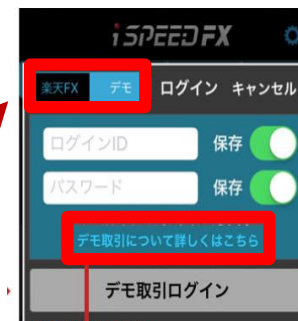 iSPEED FX
楽天FX デモ ログイン キャンセル
ログインID 保存
パスワード 保存
デモ取引について詳しくはこちら
デモ取引ログイン